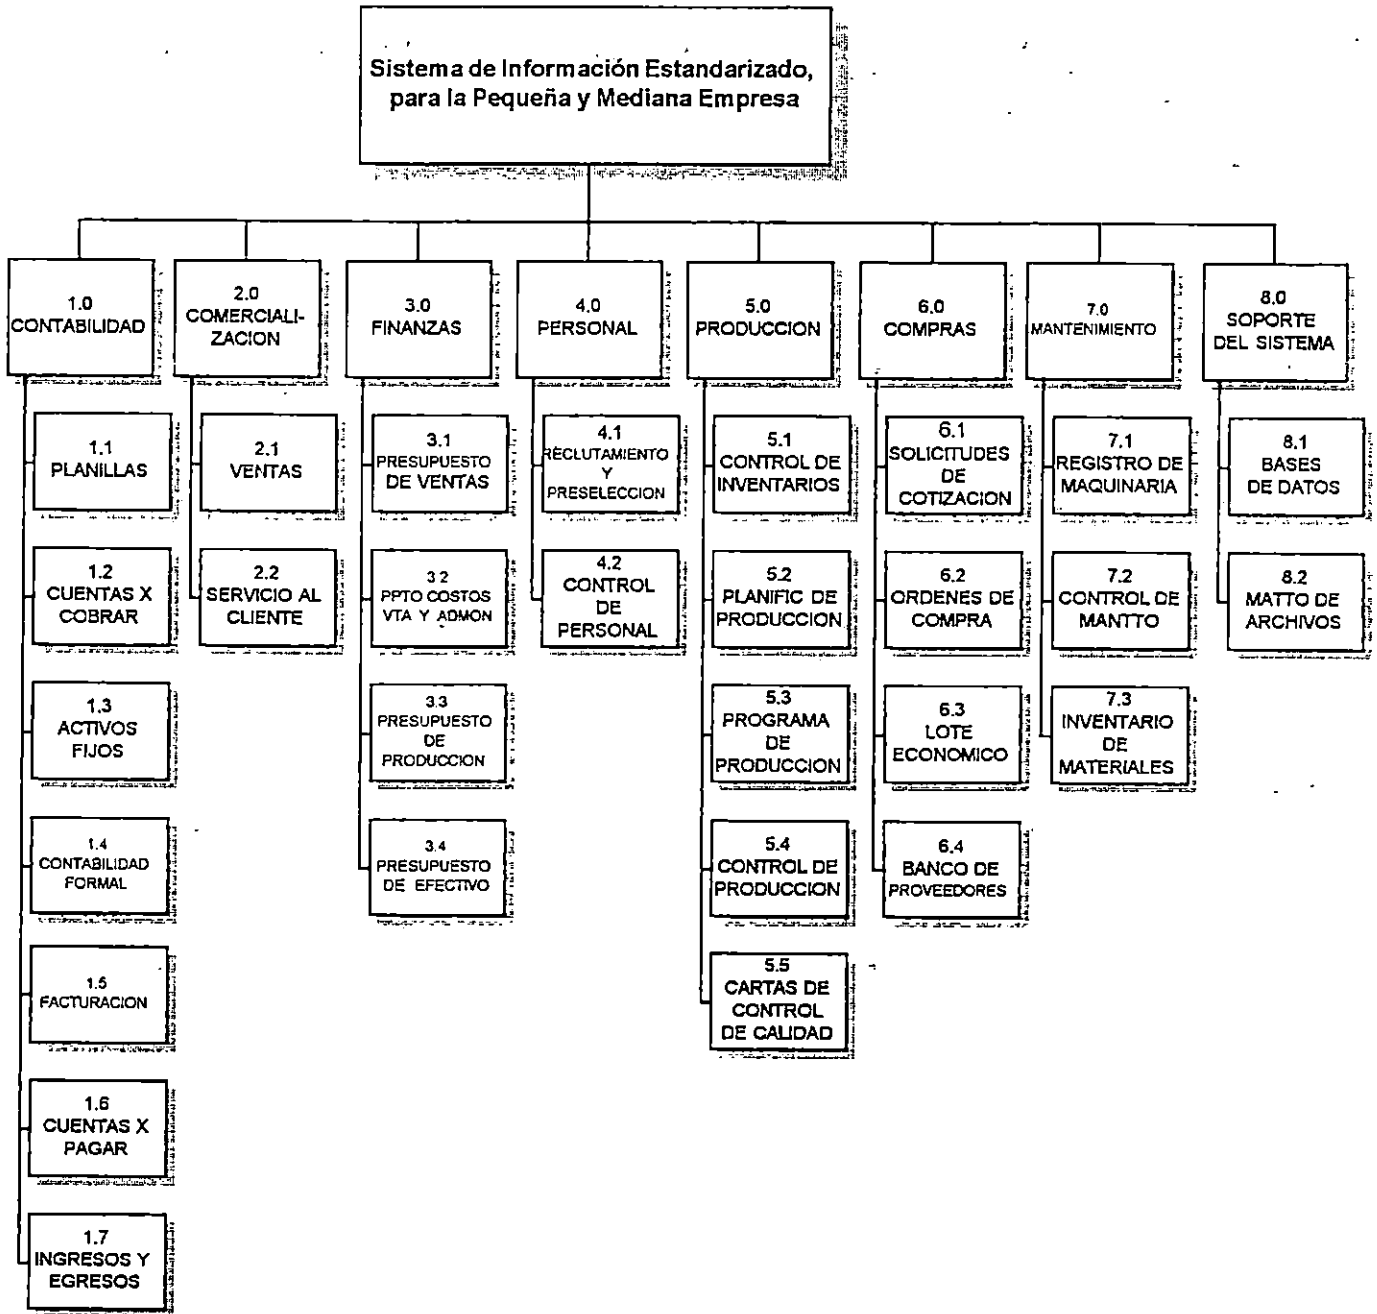 Sistema de Información Estandarizado,
para la Pequeña y Mediana Empresa
1.0
CONTABILIDAD
2.0
COMERCIALI-
ZACION
3.0
FINANZAS
4.0
PERSONAL
5.0
PRODUCCION
6.0
COMPRAS
7.0
MANTENIMIENTO
8.0
SOPORTE
DEL SISTEMA
1.1
PLANILLAS
2.1
VENTAS
3.1
PRESUPUESTO
DE VENTAS
4.1
RECLUTAMIENTO
Y
PRESELECCION
5.1
CONTROL DE
INVENTARIOS
6.1
SOLICITUDES
DE
COTIZACION
7.1
REGISTRO DE
MAQUINARIA
8.1
BASES
DE DATOS
1.2
CUENTAS X
COBRAR
2.2
SERVICIO AL
CLIENTE
3.2
PPTO COSTOS
VTA Y ADMON
4.2
CONTROL
DE
PERSONAL
5.2
PLANIFIC DE
PRODUCCION
6.2
ORDENES DE
COMPRA
7.2
CONTROL DE
MANTTO
8.2
MATTO DE
ARCHIVOS
1.3
ACTIVOS
FIJOS
3.3
PRESUPUESTO
DE
PRODUCCION
5.3
PROGRAMA
DE
PRODUCCION
6.3
LOTE
ECONOMICO
7.3
INVENTARIO
DE
MATERIALES
1.4
CONTABILIDAD
FORMAL
3.4
PRESUPUESTO
DE EFECTIVO
5.4
CONTROL DE
PRODUCCION
6.4
BANCO DE
PROVEEDORES
1.5
FACTURACION
5.5
CARTAS DE
CONTROL
DE CALIDAD
1.6
CUENTAS X
PAGAR
1.7
INGRESOS Y
EGRESOS